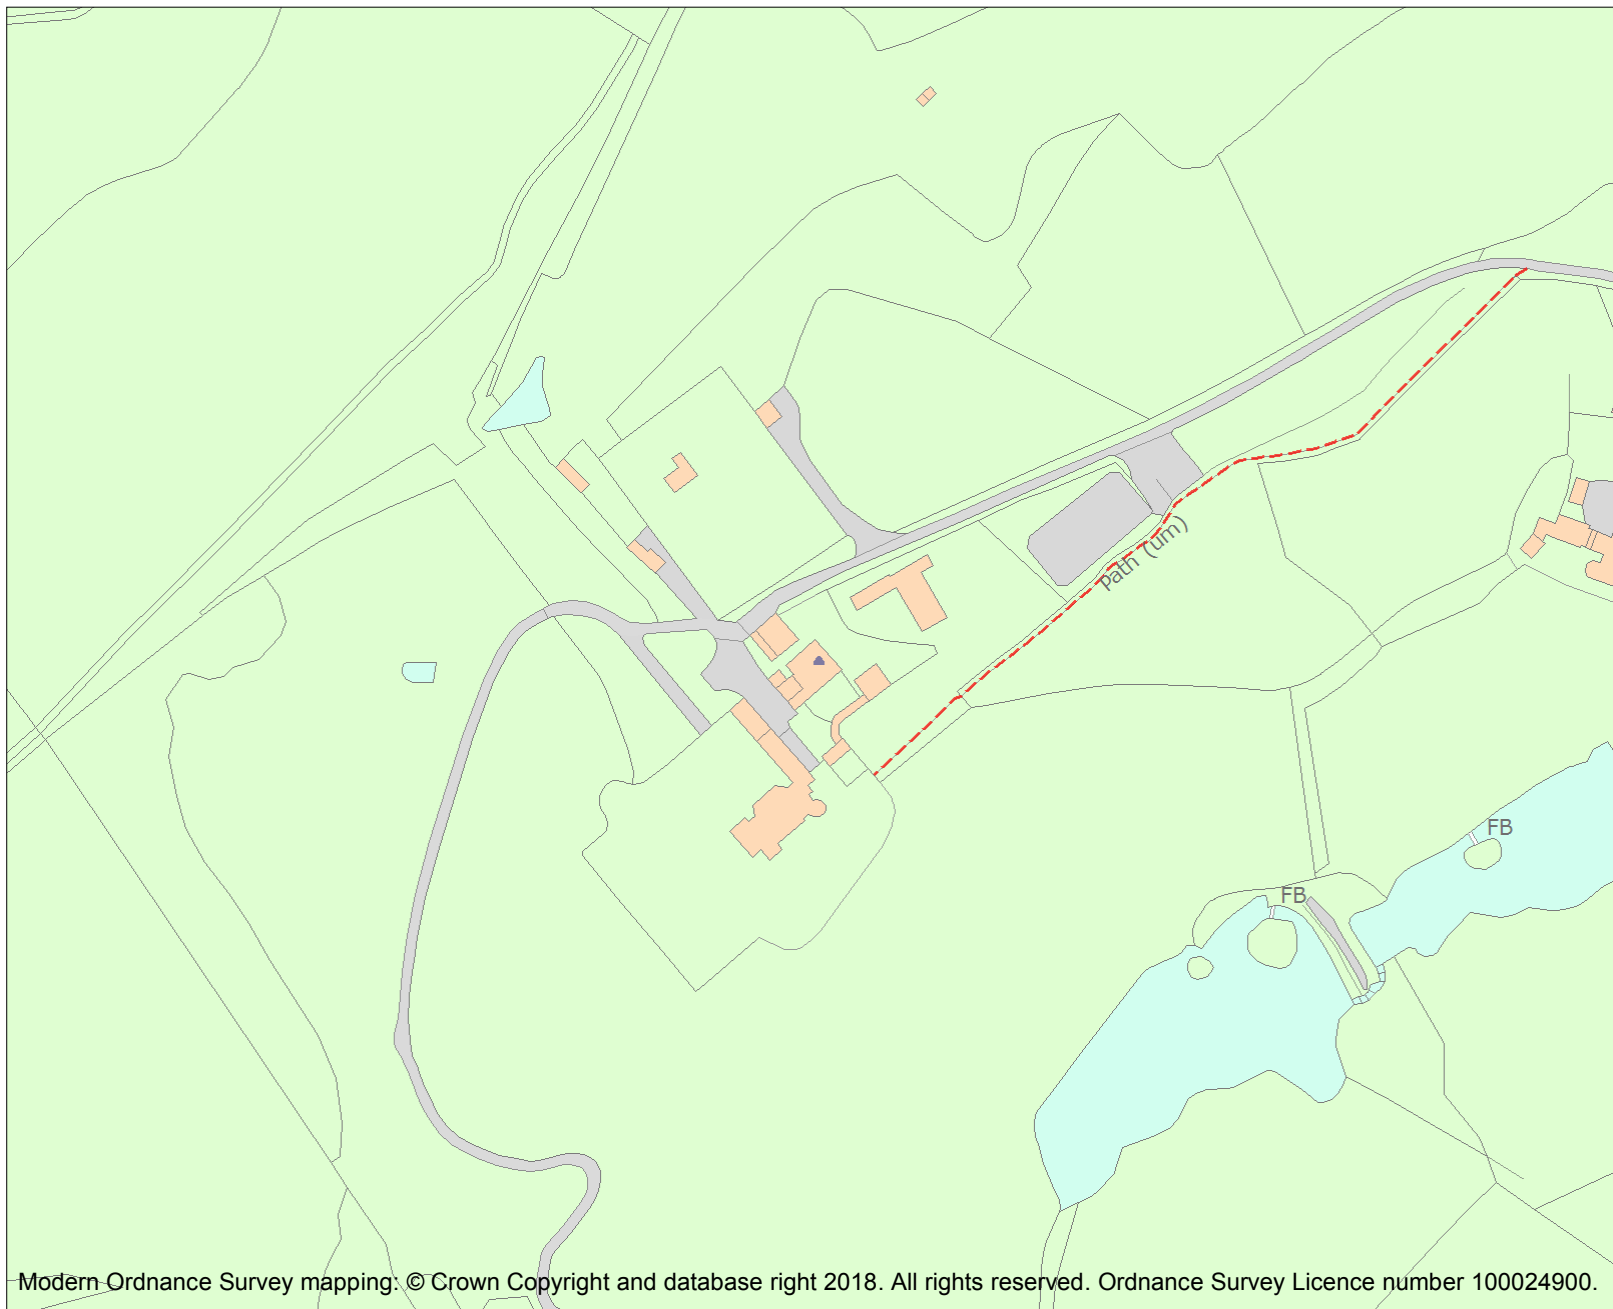 Path (um)
FB
FB
Modern Ordnance Survey mapping: © Crown Copyright and database right 2018. All rights reserved. Ordnance Survey Licence number 100024900.